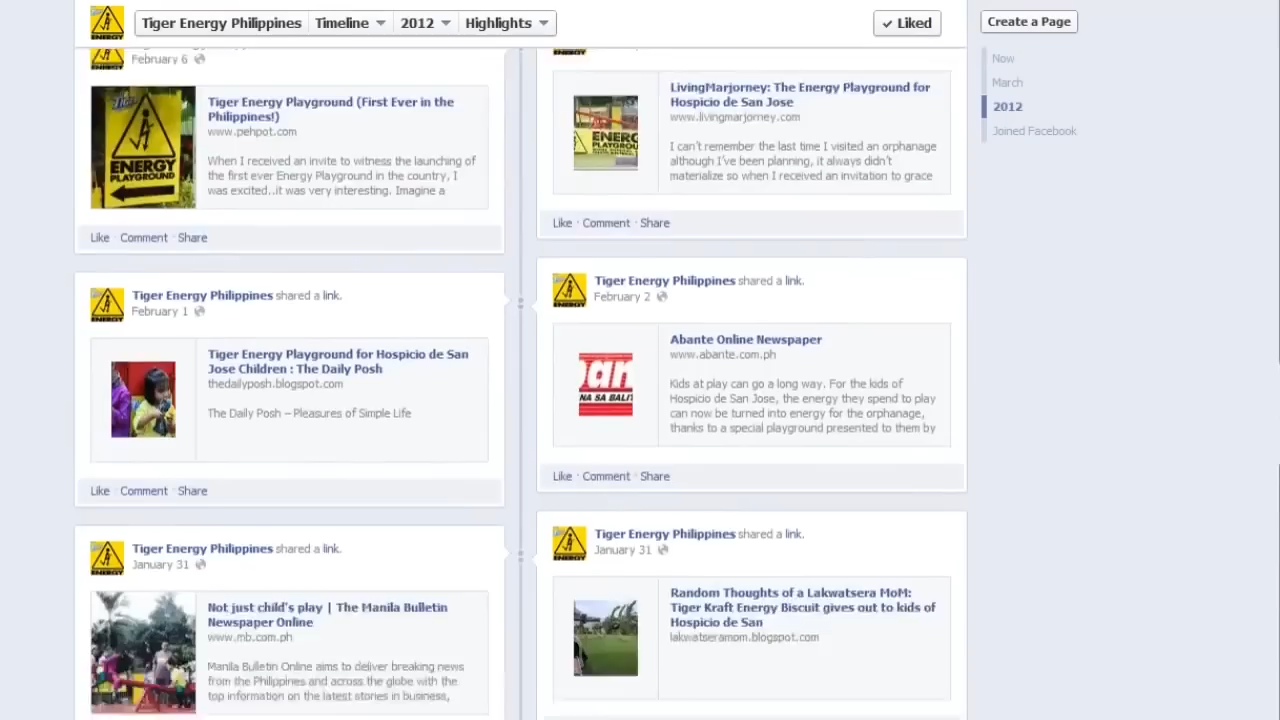 Tiger Energy Philippines Timeline 2012 Highlights ✓ Liked Create a Page
Now
March
2012
Joined Facebook
February 6
Tiger Energy Playground (First Ever in the
Philippines!)
www.pehpot.com
When I received an invite to witness the launching of
the first ever Energy Playground in the country, I
was excited..it was very interesting. Imagine a
ENERGY
PLAYGROUND
Like · Comment · Share
LivingMarjorney: The Energy Playground for
Hospicio de San Jose
www.livingmarjorney.com
I can't remember the last time I visited an orphanage
although I've been planning, it always didn't
materialize so when I received an invitation to grace
Like · Comment · Share
Tiger Energy Philippines shared a link.
February 1
Tiger Energy Playground for Hospicio de San
Jose Children : The Daily Posh
thedailyposh.blogspot.com
The Daily Posh – Pleasures of Simple Life
Like · Comment · Share
Tiger Energy Philippines shared a link.
February 2
Abante Online Newspaper
www.abante.com.ph
Kids at play can go a long way. For the kids of
Hospicio de San Jose, the energy they spend to play
can now be turned into energy for the orphanage,
thanks to a special playground presented to them by
NA SA BALIT
Like · Comment · Share
Tiger Energy Philippines shared a link.
January 31
Not just child's play | The Manila Bulletin
Newspaper Online
www.mb.com.ph
Manila Bulletin Online aims to deliver breaking news
from the Philippines and across the globe with the
top information on the latest stories in business,
Tiger Energy Philippines shared a link.
January 31
Random Thoughts of a Lakwatsera MoM:
Tiger Kraft Energy Biscuit gives out to kids of
Hospicio de San
lakwatseramom.blogspot.com